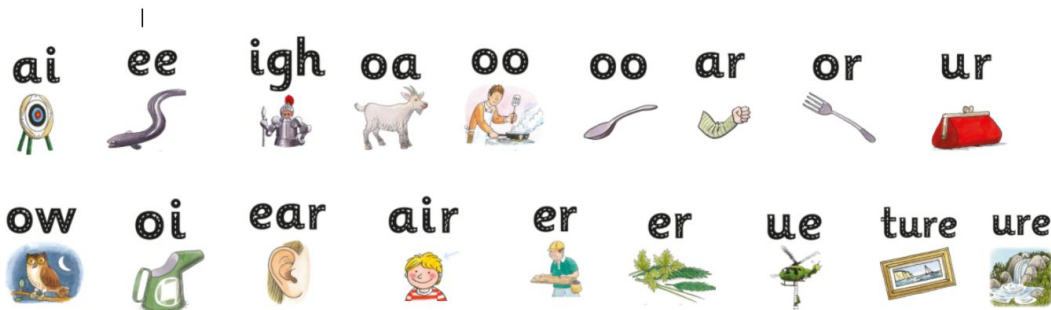 ai ee igh oa oo oo ar or ur
ow oi ear air er er ue ture ure